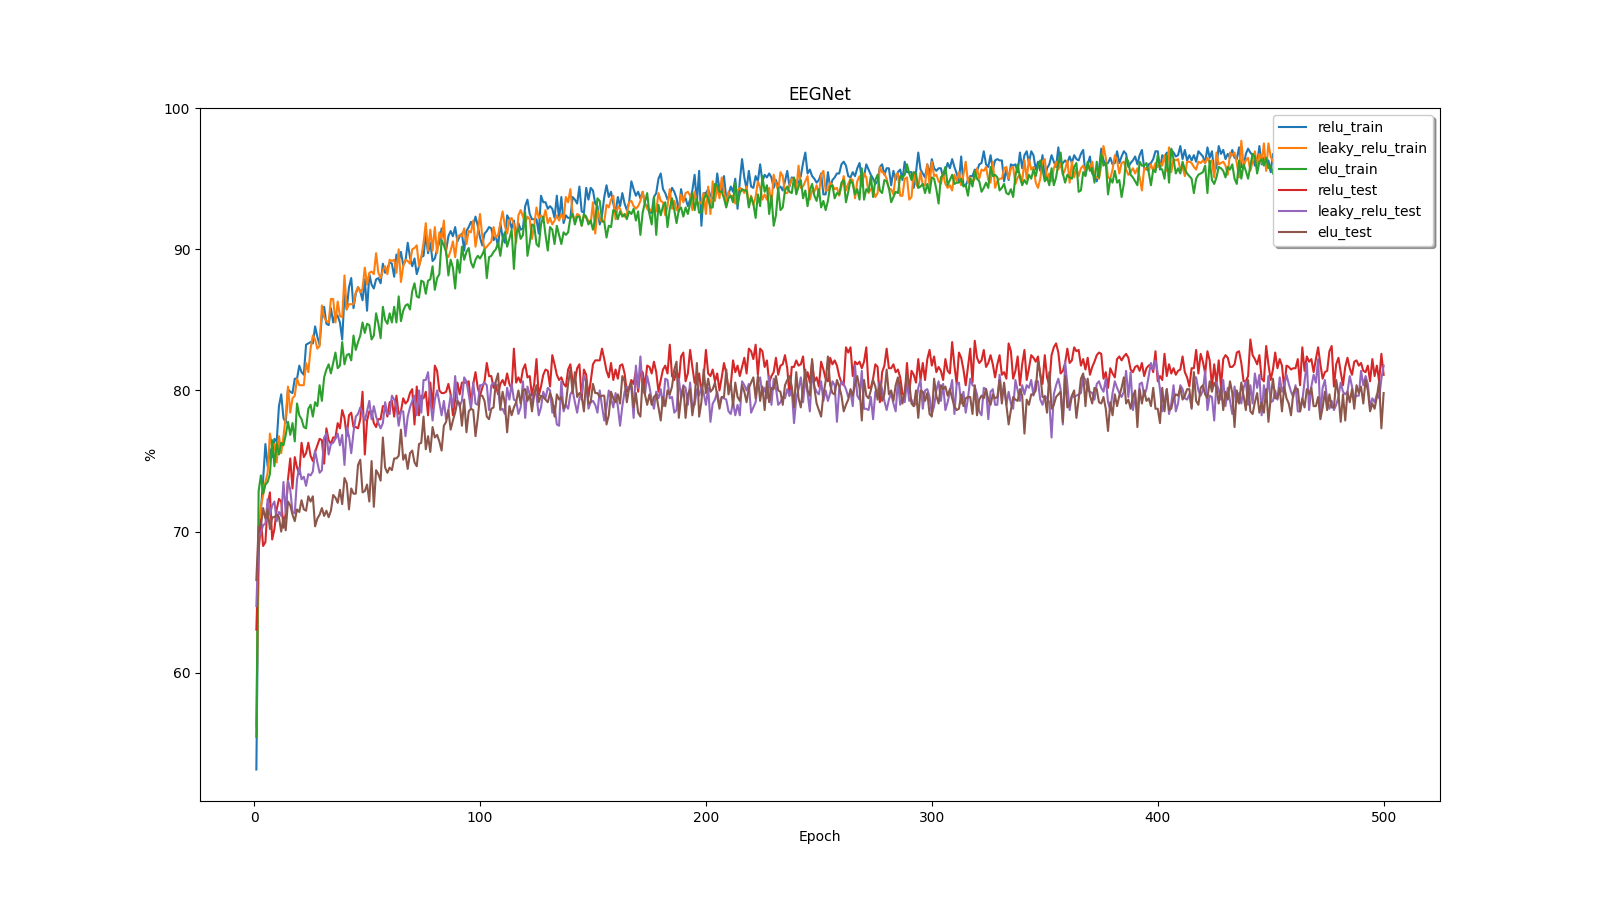 EEGNet
100
90
80
70
60
%
0
100
200
300
400
500
Epoch
relu_train
leaky_relu_train
elu_train
relu_test
leaky_relu_test
elu_test